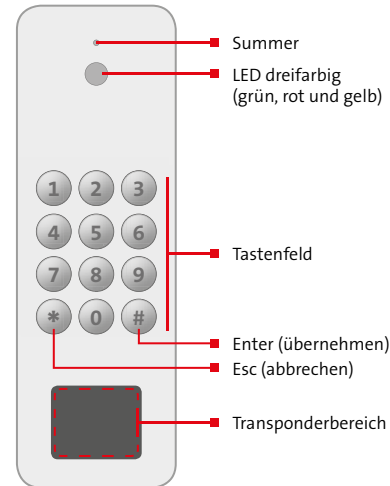 Summer
LED dreifarbig
(grün, rot und gelb)
1 2 3
4 5 6
Tastenfeld
7 8 9
* 0 #
Enter (übernehmen)
Esc (abbrechen)
Transponderbereich